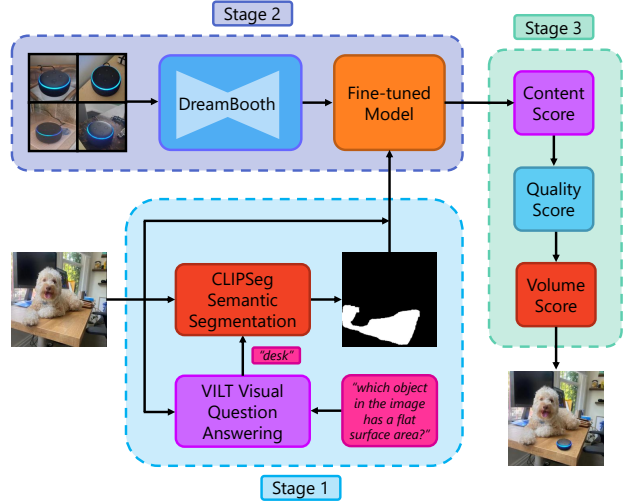 Stage 2
Stage 3
DreamBooth
Fine-tuned
Model
Content
Score
Quality
Score
Volume
Score
CLIPSeg
Semantic
Segmentation
"desk"
VILT Visual
Question
Answering
"which object
in the image
has a flat
surface area?"
Stage 1